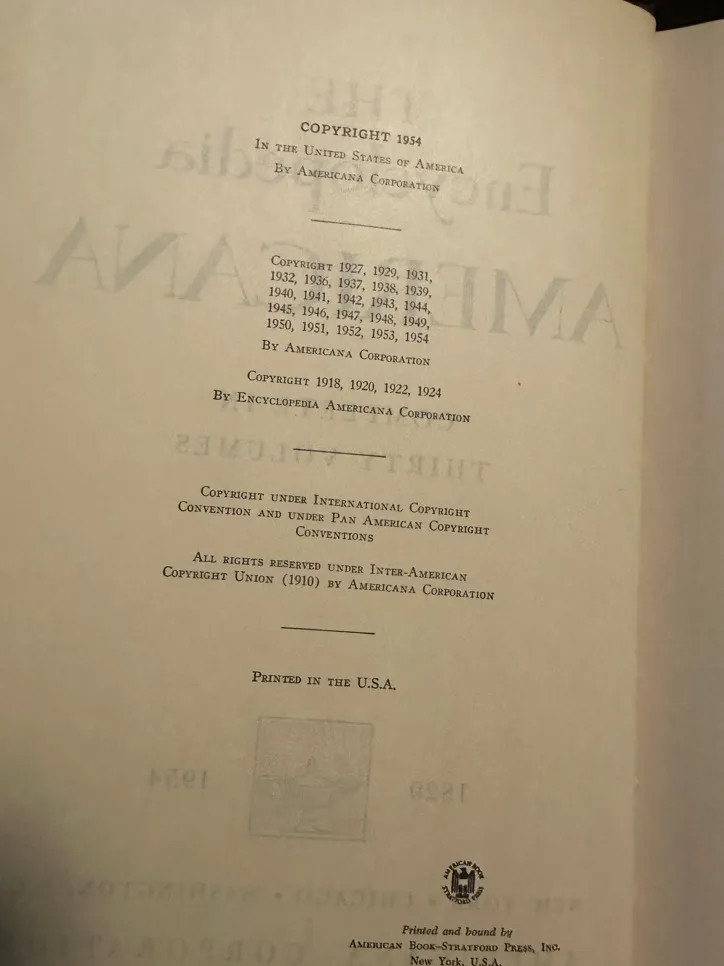 COPYRIGHT 1954
IN THE UNITED STATES OF AMERICA
BY AMERICANA CORPORATION
COPYRIGHT 1927, 1929, 1931,
1932, 1936, 1937, 1938, 1939,
1940, 1941, 1942, 1943, 1944,
1945, 1946, 1947, 1948, 1949,
1950, 1951, 1952, 1953, 1954
BY AMERICANA CORPORATION
COPYRIGHT 1918, 1920, 1922, 1924
BY ENCYCLOPEDIA AMERICANA CORPORATION
COPYRIGHT UNDER INTERNATIONAL COPYRIGHT
CONVENTION AND UNDER PAN AMERICAN COPYRIGHT
CONVENTIONS
ALL RIGHTS RESERVED UNDER INTER-AMERICAN
COPYRIGHT UNION (1910) BY AMERICANA CORPORATION
PRINTED IN THE U.S.A.
AMERICAN BOOK
STRATFORD PRESS
Printed and bound by
AMERICAN BOOK–STRATFORD PRESS, INC.
New York, U.S.A.